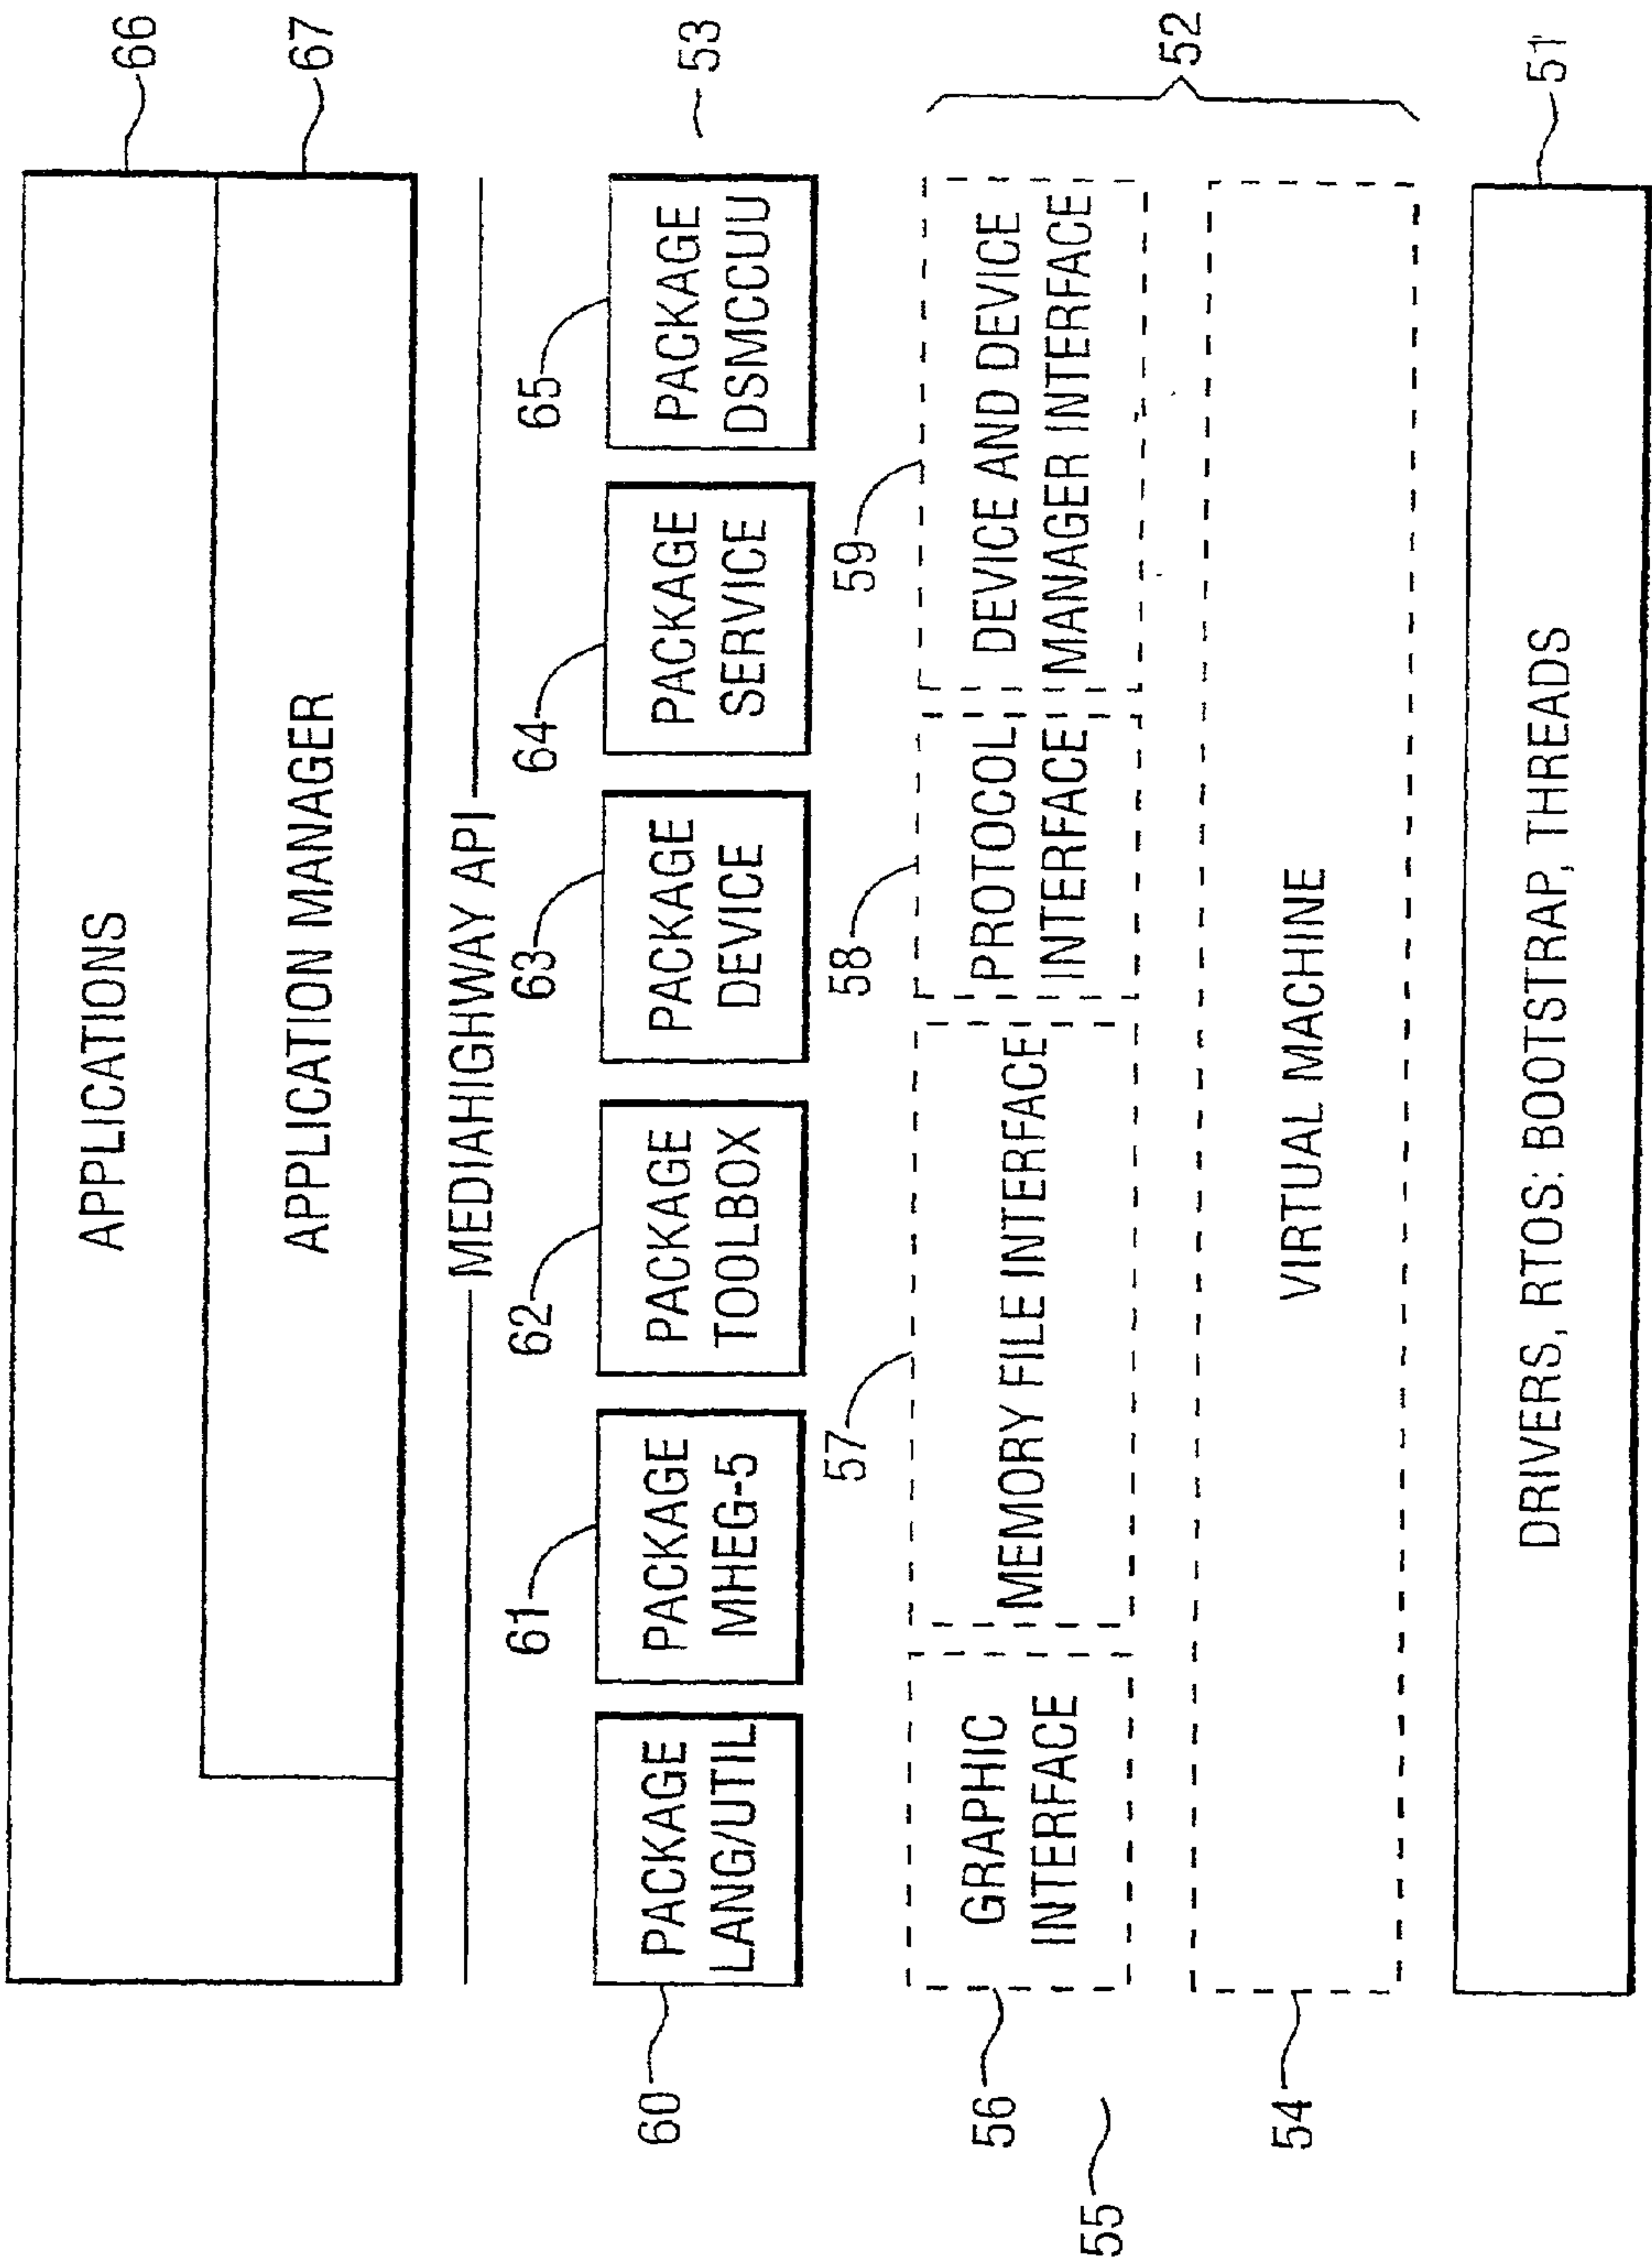 APPLICATIONS
66
APPLICATION MANAGER
67
MEDIAHIGHWAY API
53
60
PACKAGE
LANG/UTIL
61
PACKAGE
MHEG-5
62
PACKAGE
TOOLBOX
63
PACKAGE
DEVICE
64
PACKAGE
SERVICE
65
PACKAGE
DSMCCUU
55
56
GRAPHIC
INTERFACE
57
MEMORY FILE INTERFACE
58
PROTOCOL
INTERFACE
59
DEVICE AND DEVICE
MANAGER INTERFACE
52
54
VIRTUAL MACHINE
DRIVERS, RTOS: BOOTSTRAP, THREADS
51